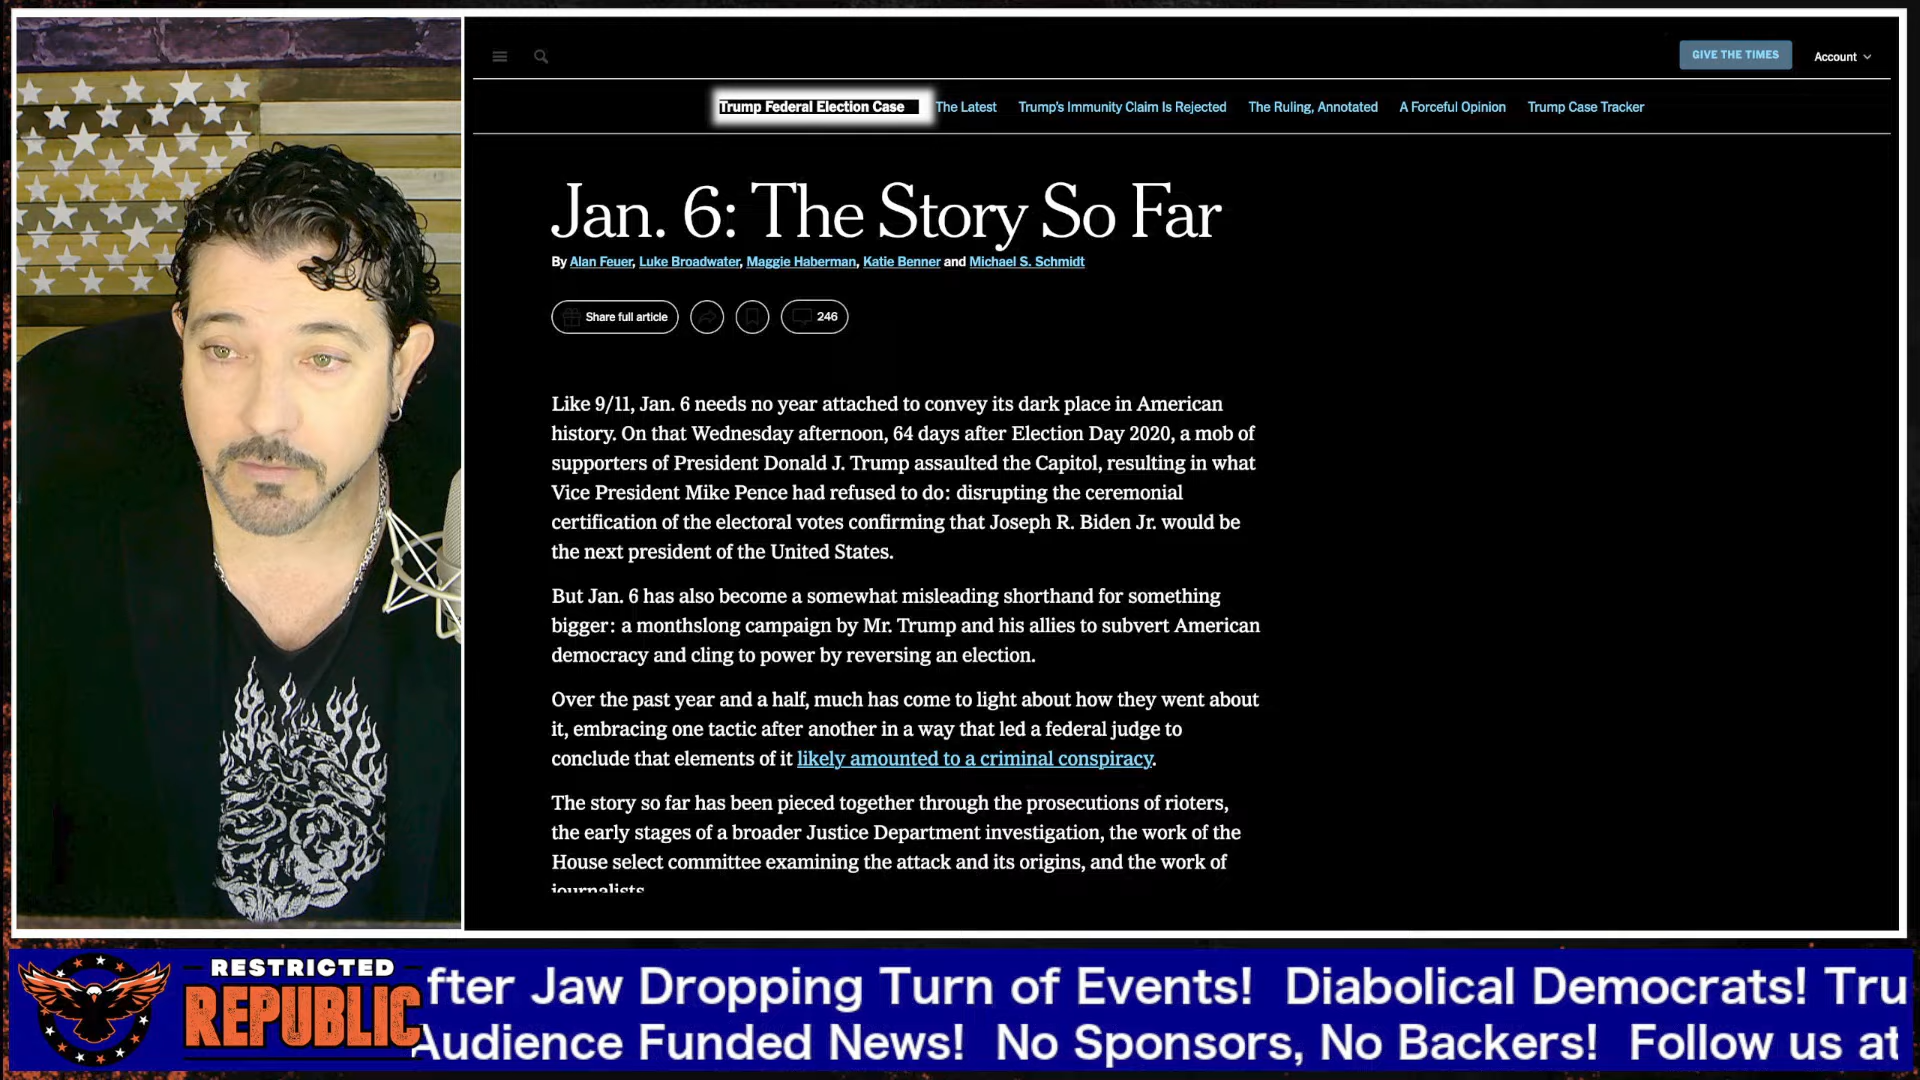 GIVE THE TIMES
Account
Trump Federal Election Case The Latest Trump's Immunity Claim Is Rejected The Ruling, Annotated A Forceful Opinion Trump Case Tracker
Jan. 6: The Story So Far
By Alan Feuer, Luke Broadwater, Maggie Haberman, Katie Benner and Michael S. Schmidt
Share full article
246
Like 9/11, Jan. 6 needs no year attached to convey its dark place in American
history. On that Wednesday afternoon, 64 days after Election Day 2020, a mob of
supporters of President Donald J. Trump assaulted the Capitol, resulting in what
Vice President Mike Pence had refused to do: disrupting the ceremonial
certification of the electoral votes confirming that Joseph R. Biden Jr. would be
the next president of the United States.
But Jan. 6 has also become a somewhat misleading shorthand for something
bigger: a monthslong campaign by Mr. Trump and his allies to subvert American
democracy and cling to power by reversing an election.
Over the past year and a half, much has come to light about how they went about
it, embracing one tactic after another in a way that led a federal judge to
conclude that elements of it likely amounted to a criminal conspiracy.
The story so far has been pieced together through the prosecutions of rioters,
the early stages of a broader Justice Department investigation, the work of the
House select committee examining the attack and its origins, and the work of
journalists.
RESTRICTED
REPUBLIC
fter Jaw Dropping Turn of Events! Diabolical Democrats! Tru
Audience Funded News! No Sponsors, No Backers! Follow us at